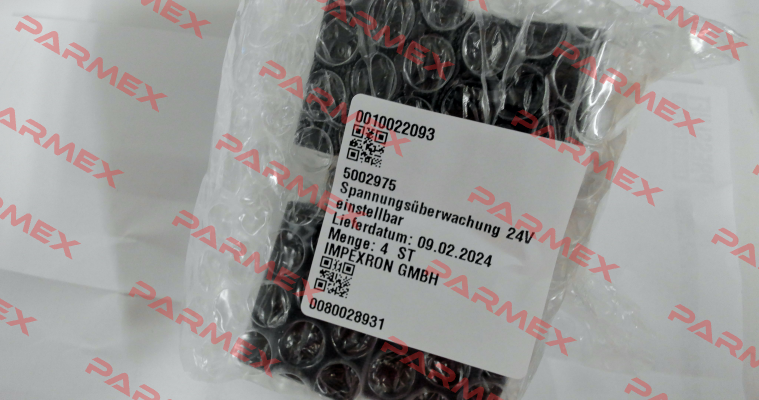 0010022093
5002975
Spannungsüberwachung 24V
einstellbar
Lieferdatum: 09.02.2024
Menge: 4 ST
IMPEXRON GMBH
0080028931
PARMEX